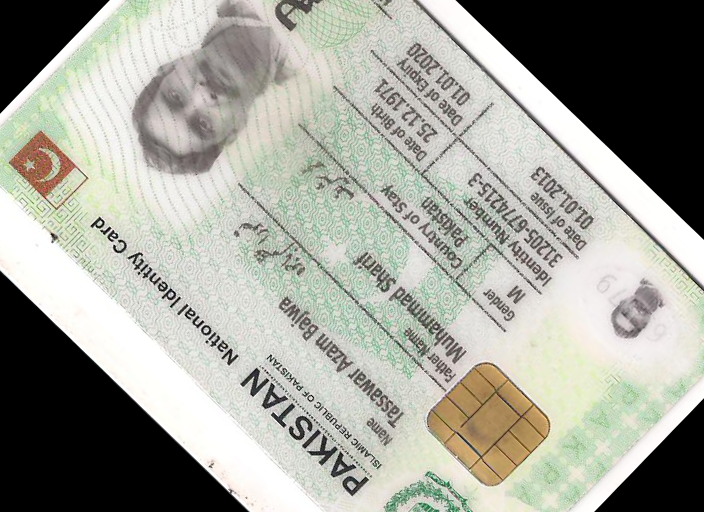 PAKISTAN National Identity Card
ISLAMIC REPUBLIC OF PAKISTAN
Name
Tassawar Azam Bajwa
Father Name
Muhammad Sharif
Gender
M
Country of Stay
Pakistan
Identity Number
31205-6774215-3
Date of Birth
25.12.1971
Date of Issue
01.01.2013
Date of Expiry
01.01.2020